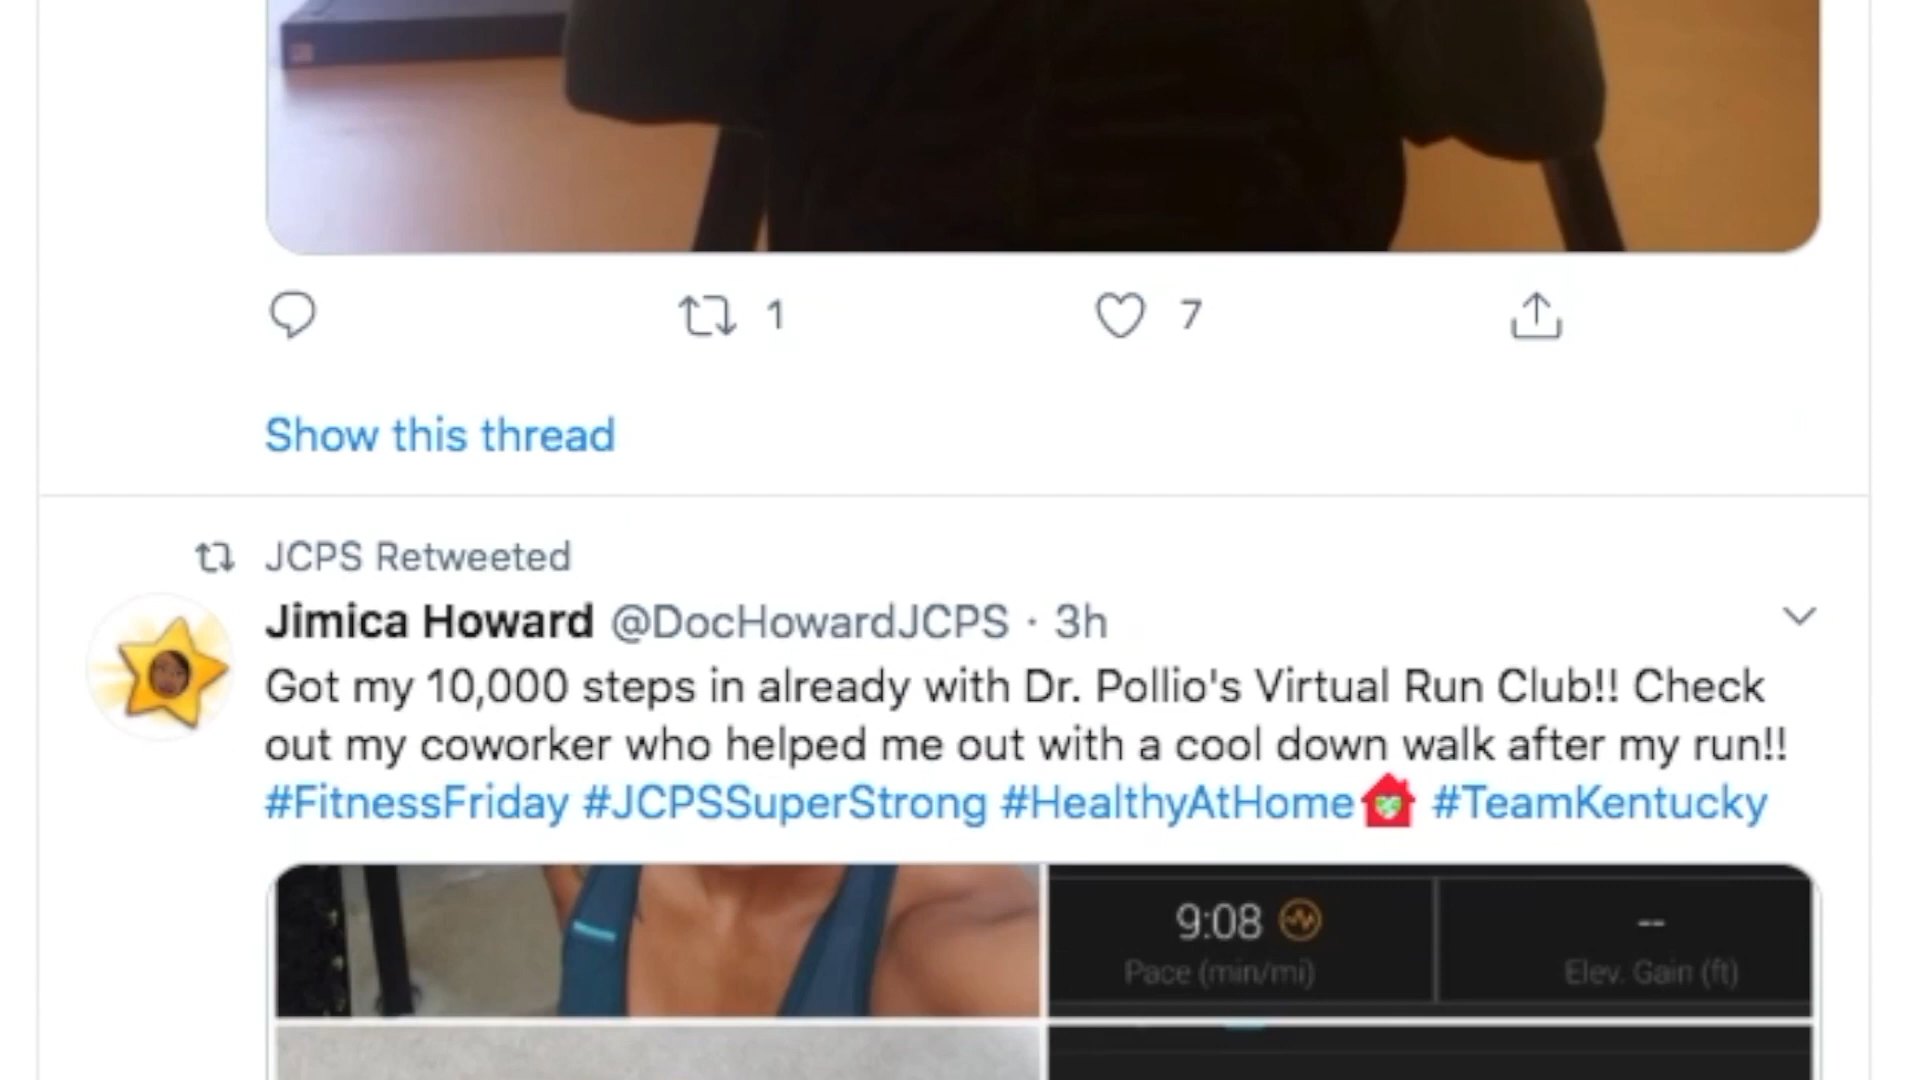 1
7
Show this thread
JCPS Retweeted
Jimica Howard @DocHowardJCPS · 3h
Got my 10,000 steps in already with Dr. Pollio's Virtual Run Club!! Check
out my coworker who helped me out with a cool down walk after my run!!
#FitnessFriday #JCPSSuperStrong #HealthyAtHome #TeamKentucky
9:08
--
Pace (min/mi)
Elev. Gain (ft)